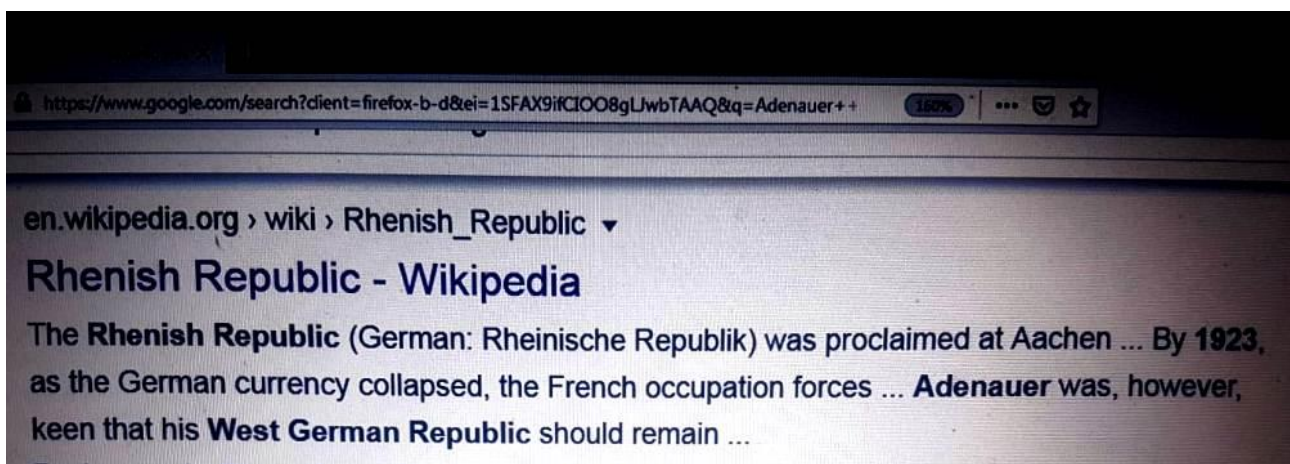 https://www.google.com/search?client=firefox-b-d&ei=1SFAX9ifCIOO8gLJwbTAAQ&q=Adenauer++ 160%
en.wikipedia.org › wiki › Rhenish_Republic
Rhenish Republic - Wikipedia
The Rhenish Republic (German: Rheinische Republik) was proclaimed at Aachen ... By 1923,
as the German currency collapsed, the French occupation forces ... Adenauer was, however,
keen that his West German Republic should remain ...